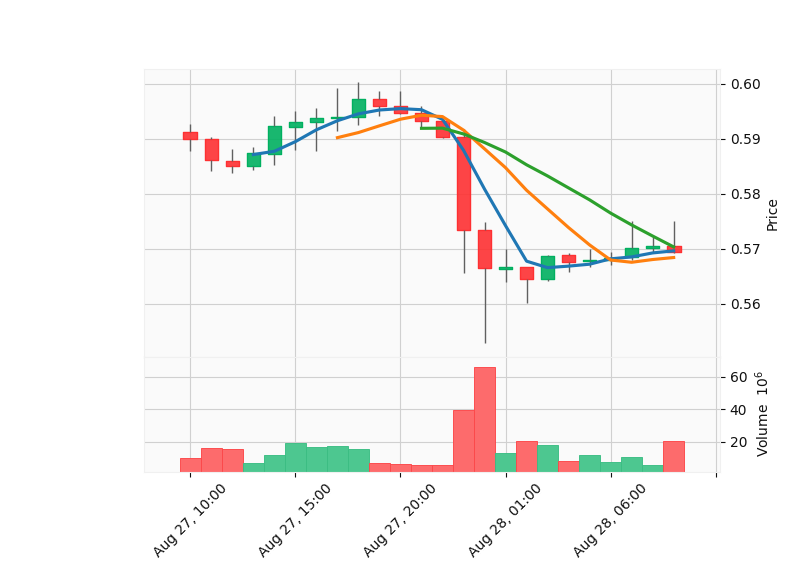 0.60
0.59
0.58
0.57
0.56
Price
60
40
20
Volume 10^6
Aug 27, 10:00
Aug 27, 15:00
Aug 27, 20:00
Aug 28, 01:00
Aug 28, 06:00